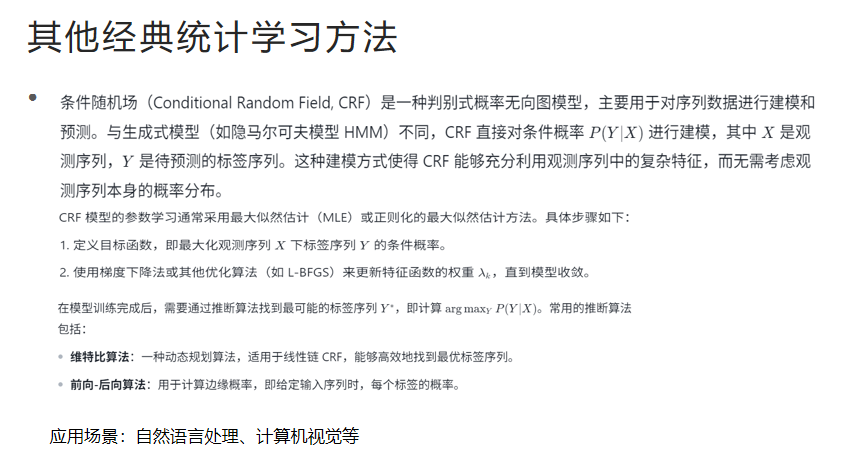 其他经典统计学习方法
• 条件随机场（Conditional Random Field, CRF）是一种判别式概率无向图模型，主要用于对序列数据进行建模和
预测。与生成式模型（如隐马尔可夫模型 HMM）不同，CRF 直接对条件概率 P(Y|X) 进行建模，其中 X 是观
测序列，Y 是待预测的标签序列。这种建模方式使得 CRF 能够充分利用观测序列中的复杂特征，而无需考虑观
测序列本身的概率分布。
CRF 模型的参数学习通常采用最大似然估计（MLE）或正则化的最大似然估计方法。具体步骤如下：
1. 定义目标函数，即最大化观测序列 X 下标签序列 Y 的条件概率。
2. 使用梯度下降法或其他优化算法（如 L-BFGS）来更新特征函数的权重 λₖ，直到模型收敛。
在模型训练完成后，需要通过推断算法找到最可能的标签序列 Y*，即计算 arg max_Y P(Y|X)。常用的推断算法
包括：
• 维特比算法：一种动态规划算法，适用于线性链 CRF，能够高效地找到最优标签序列。
• 前向-后向算法：用于计算边缘概率，即给定输入序列时，每个标签的概率。
应用场景：自然语言处理、计算机视觉等